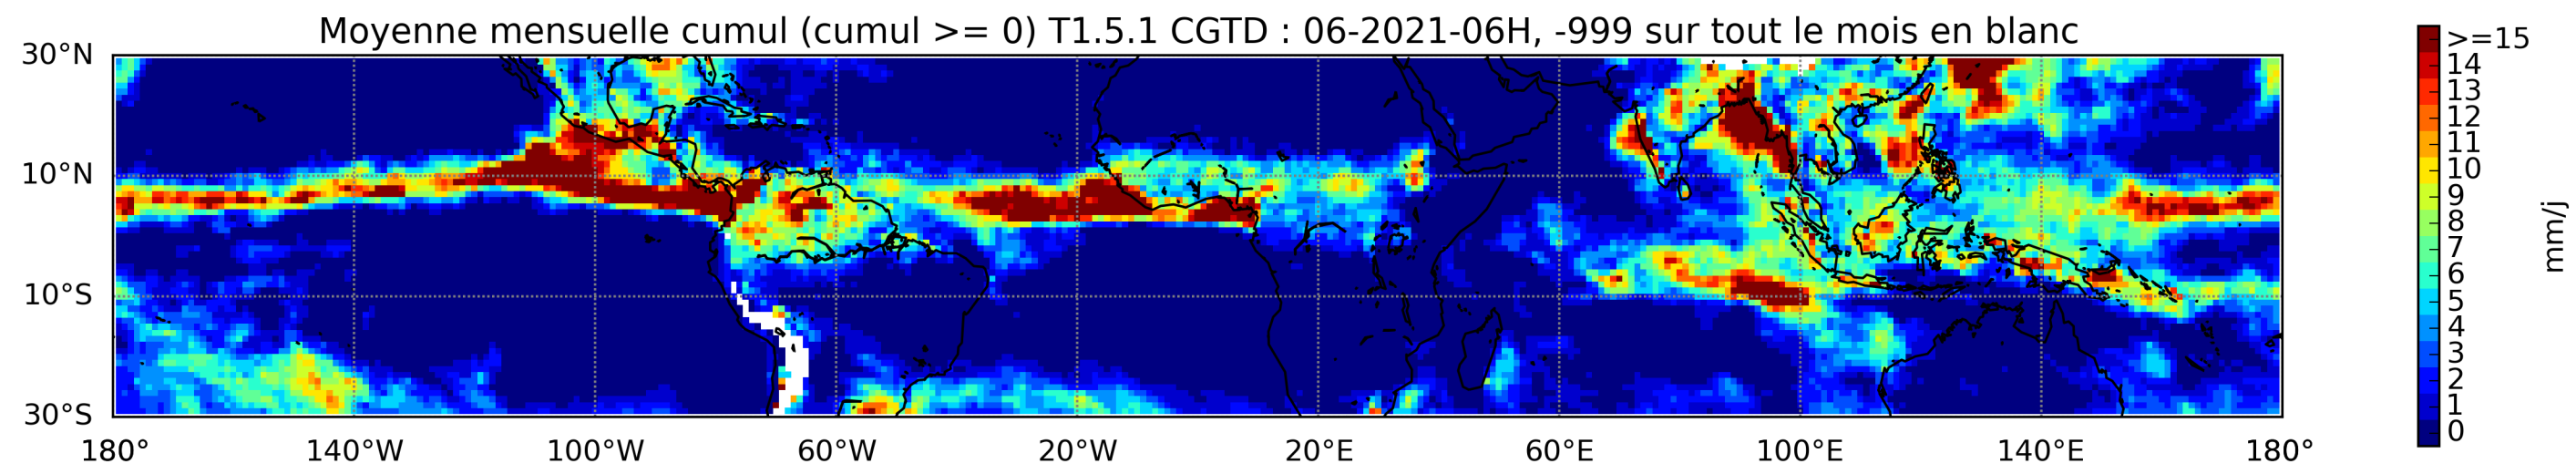 Moyenne mensuelle cumul (cumul >= 0) T1.5.1 CGTD : 06-2021-06H, -999 sur tout le mois en blanc
30°N
10°N
10°S
30°S
180°
140°W
100°W
60°W
20°W
20°E
60°E
100°E
140°E
180°
>=15
14
13
12
11
10
9
8
7
6
5
4
3
2
1
0
mm/j